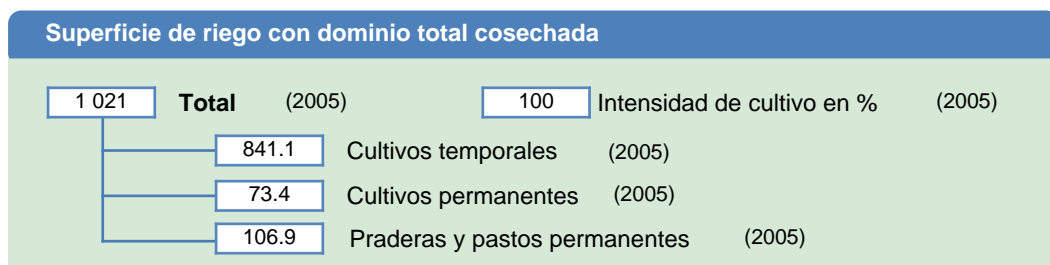 Superficie de riego con dominio total cosechada
1 021 Total (2005) 100 Intensidad de cultivo en % (2005)
841.1 Cultivos temporales (2005)
73.4 Cultivos permanentes (2005)
106.9 Praderas y pastos permanentes (2005)